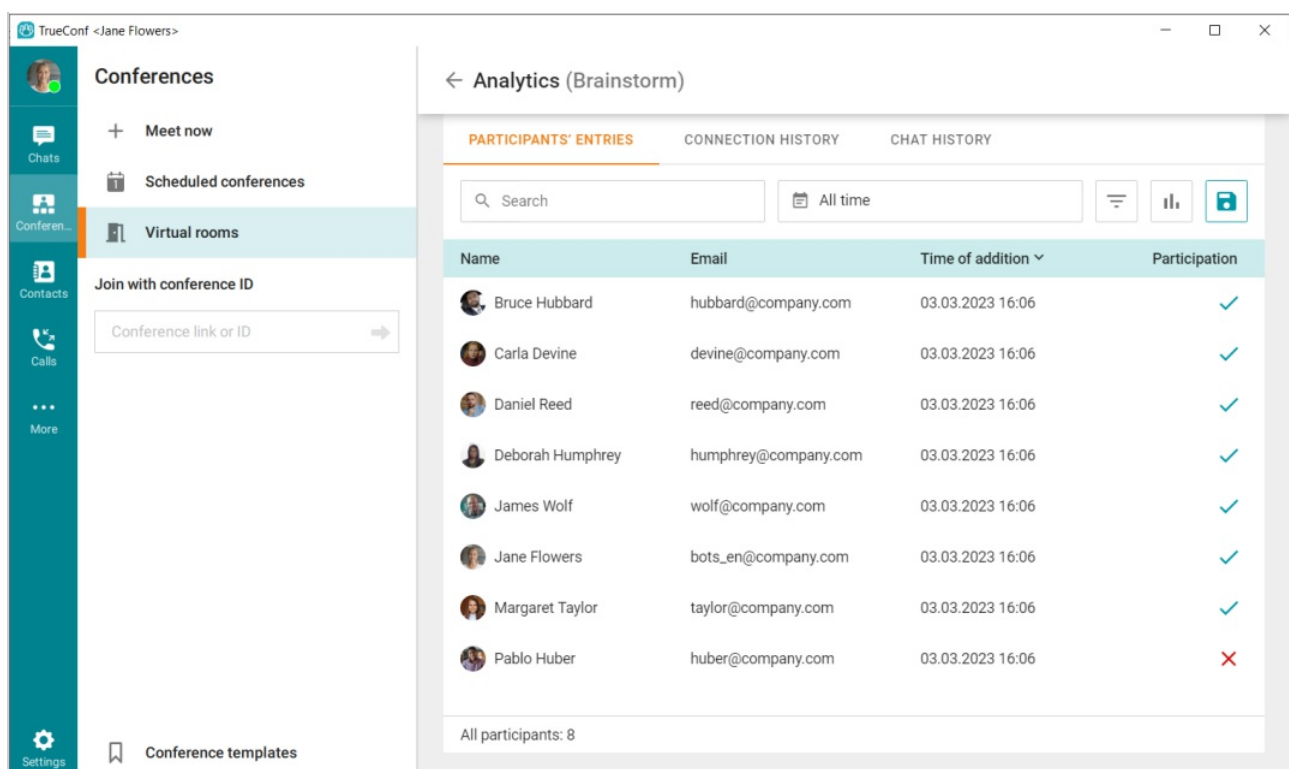 TrueConf <Jane Flowers>
Conferences
Analytics (Brainstorm)
Chats
Conferen...
Contacts
Calls
More
Settings
Meet now
Scheduled conferences
Virtual rooms
Join with conference ID
Conference link or ID
Conference templates
PARTICIPANTS' ENTRIES CONNECTION HISTORY CHAT HISTORY
Search All time
Name Email Time of addition Participation
Bruce Hubbard hubbard@company.com 03.03.2023 16:06
Carla Devine devine@company.com 03.03.2023 16:06
Daniel Reed reed@company.com 03.03.2023 16:06
Deborah Humphrey humphrey@company.com 03.03.2023 16:06
James Wolf wolf@company.com 03.03.2023 16:06
Jane Flowers bots_en@company.com 03.03.2023 16:06
Margaret Taylor taylor@company.com 03.03.2023 16:06
Pablo Huber huber@company.com 03.03.2023 16:06
All participants: 8